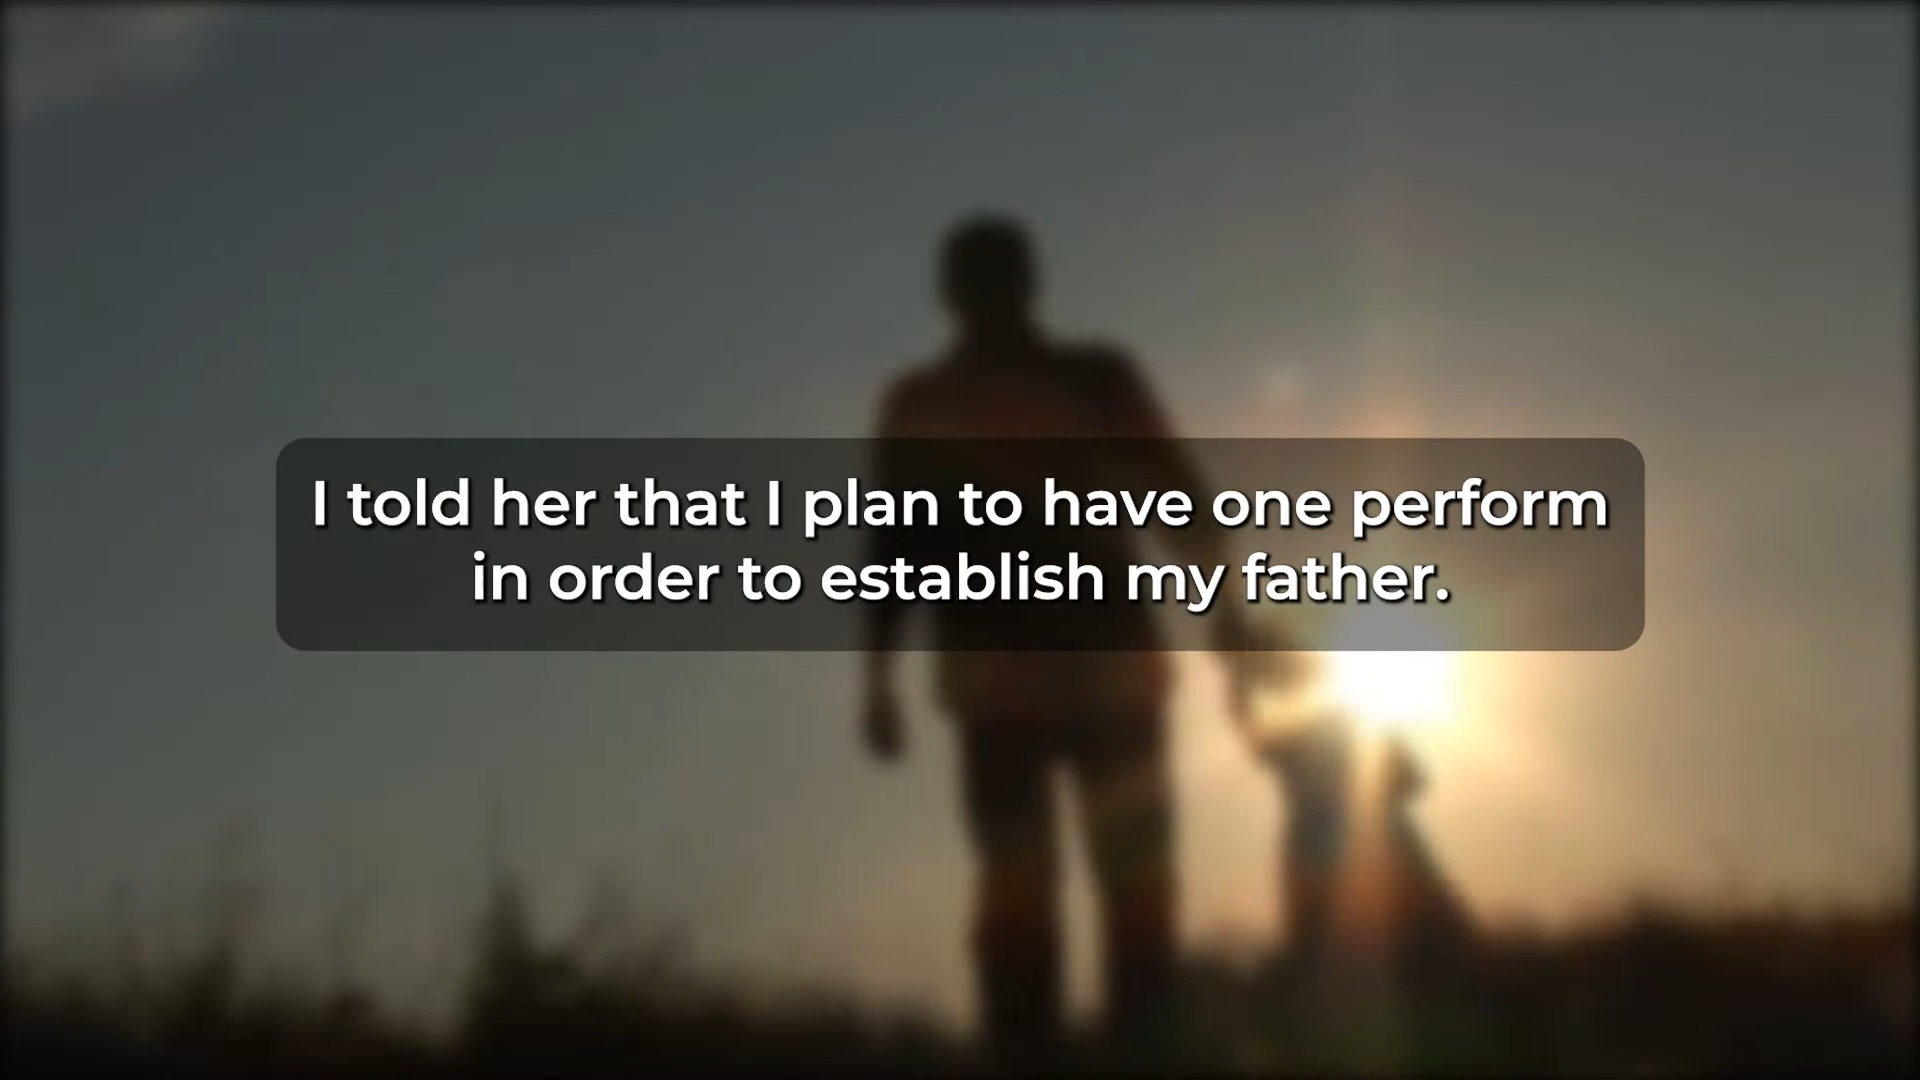 I told her that I plan to have one perform
in order to establish my father.